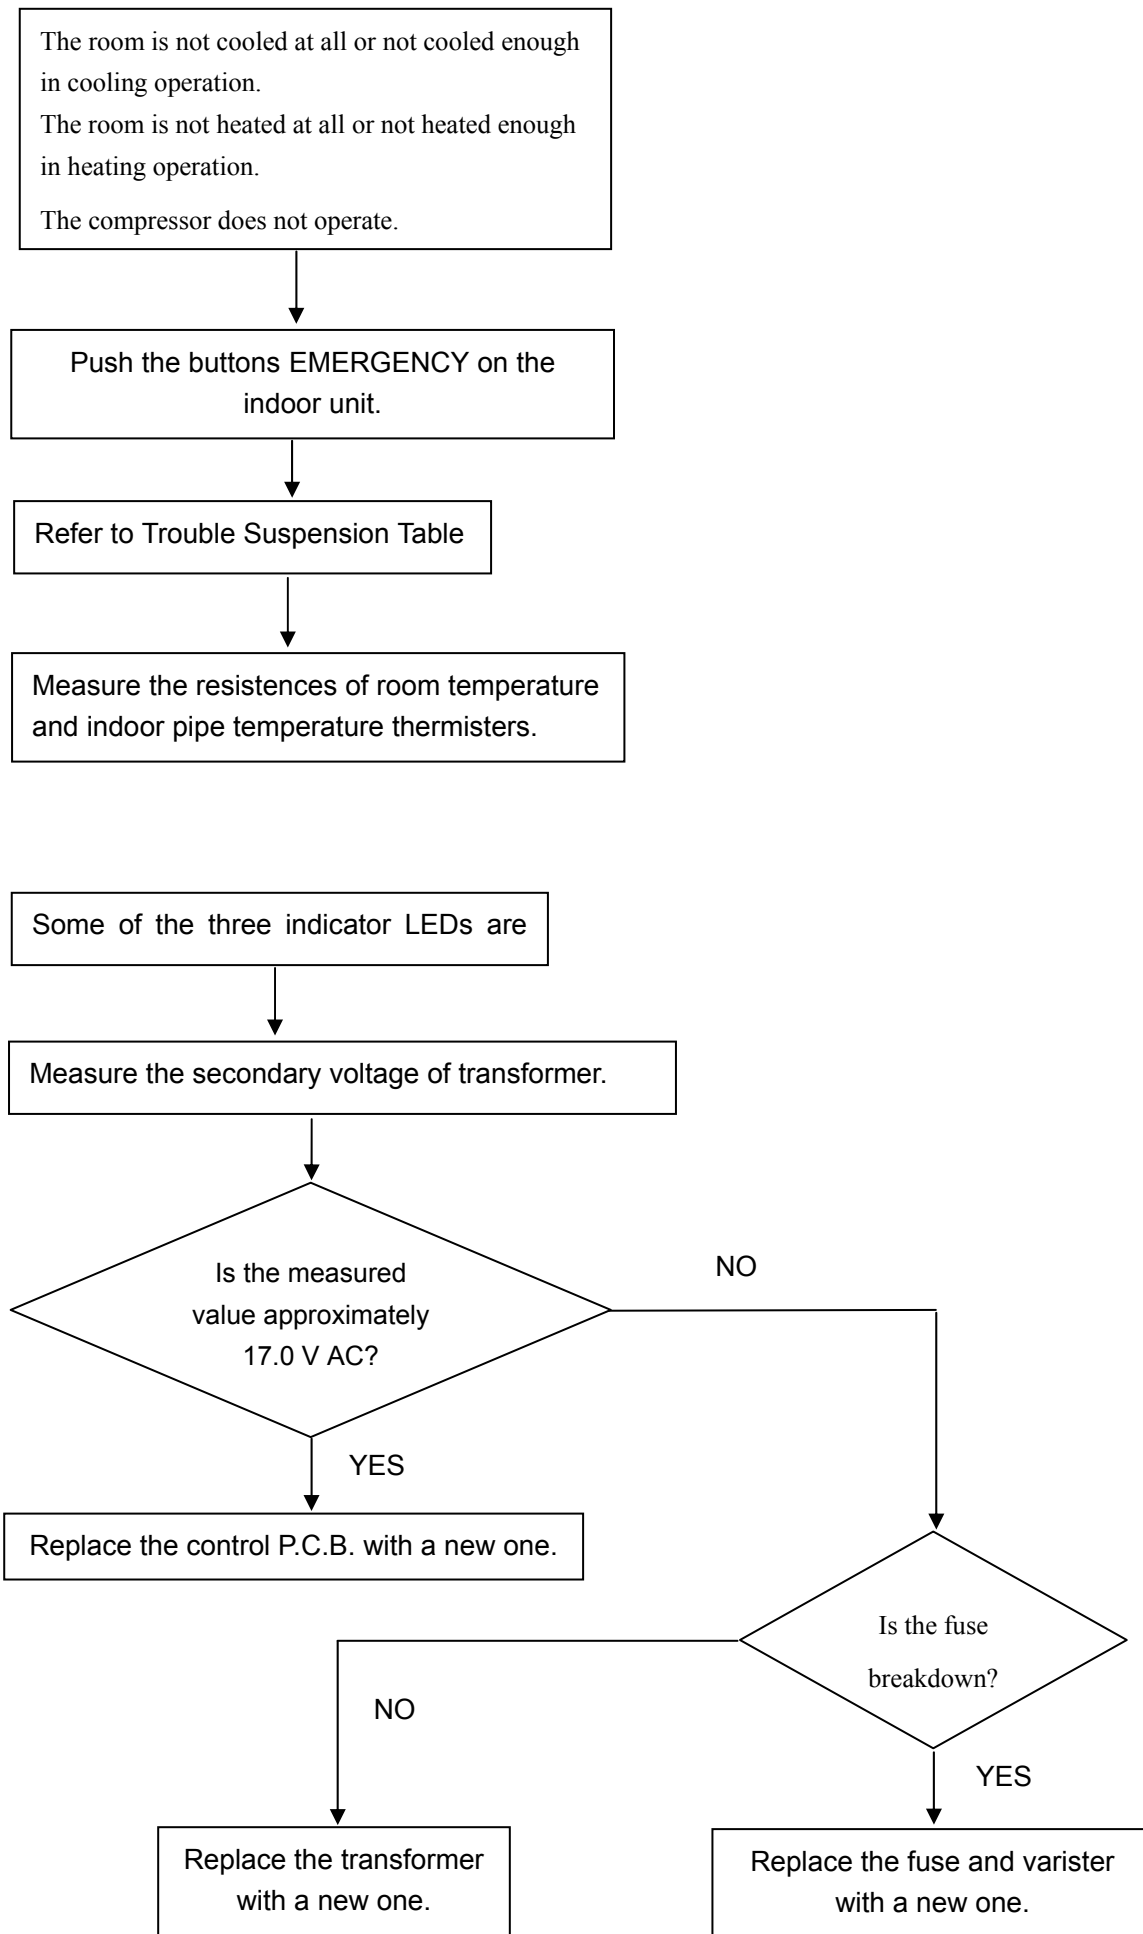 The room is not cooled at all or not cooled enough
in cooling operation.
The room is not heated at all or not heated enough
in heating operation.
The compressor does not operate.
Push the buttons EMERGENCY on the
indoor unit.
Refer to Trouble Suspension Table
Measure the resistences of room temperature
and indoor pipe temperature thermisters.
Some of the three indicator LEDs are
Measure the secondary voltage of transformer.
Is the measured
value approximately
17.0 V AC?
NO
YES
Replace the control P.C.B. with a new one.
Is the fuse
breakdown?
NO
YES
Replace the transformer
with a new one.
Replace the fuse and varister
with a new one.